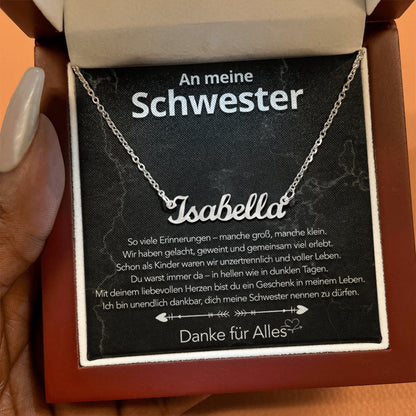 An meine
Schwester
Isabella
So viele Erinnerungen – manche groß, manche klein.
Wir haben gelacht, geweint und gemeinsam viel erlebt.
Schon als Kinder waren wir unzertrennlich und voller Leben.
Du warst immer da – in hellen wie in dunklen Tagen.
Mit deinem liebevollen Herzen bist du ein Geschenk in meinem Leben.
Ich bin unendlich dankbar, dich meine Schwester nennen zu dürfen.
Danke für Alles